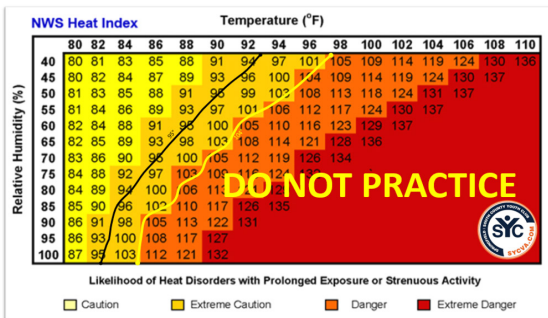 NWS Heat Index
Temperature (°F)
80 82 84 86 88 90 92 94 96 98 100 102 104 106 108 110
Relative Humidity (%)
40 80 81 83 85 88 91 94 97 101 105 109 114 119 124 130 136
45 80 82 84 87 89 93 96 100 104 109 114 119 124 130 137
50 81 83 85 88 91 95 99 103 108 113 118 124 131 137
55 81 84 86 89 93 97 101 106 112 117 124 130 137
60 82 84 88 91 95 100 105 110 116 123 129 137
65 82 85 89 93 98 103 108 114 121 128 136
70 83 86 90 95 100 105 112 119 126 134
75 84 88 92 97 103 109
80 84 89 94 100 106
DO NOT PRACTICE
85 85 90 96 102 110 117 126 135
90 86 91 98 105 113 122 131
95 86 93 100 108 117 127
100 87 95 103 112 121 132
SYC
SYCVA.COM
Likelihood of Heat Disorders with Prolonged Exposure or Strenuous Activity
Caution
Extreme Caution
Danger
Extreme Danger